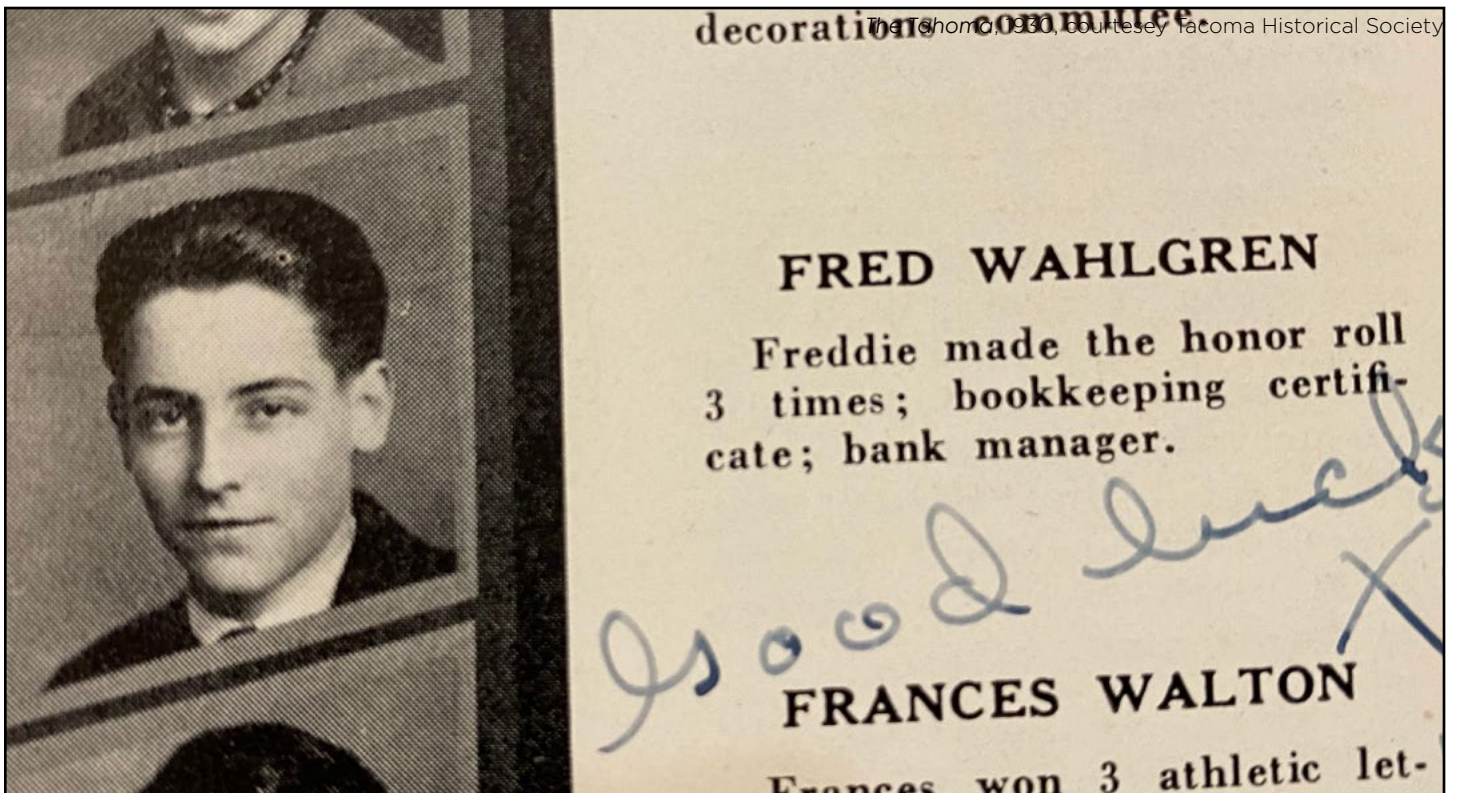 decorations committee.
The Tahoma, 1930, courtesey Tacoma Historical Society
FRED WAHLGREN
Freddie made the honor roll
3 times; bookkeeping certifi-
cate; bank manager.
Good luck
FRANCES WALTON
Frances won 3 athletic let-